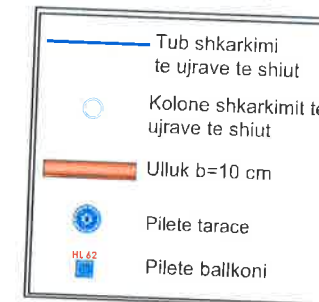 Tub shkarkimi
te ujrave te shiut
Kolone shkarkimit te
ujrave te shiut
Ulluk b=10 cm
Pilete tarace
HL 62
Pilete ballkoni